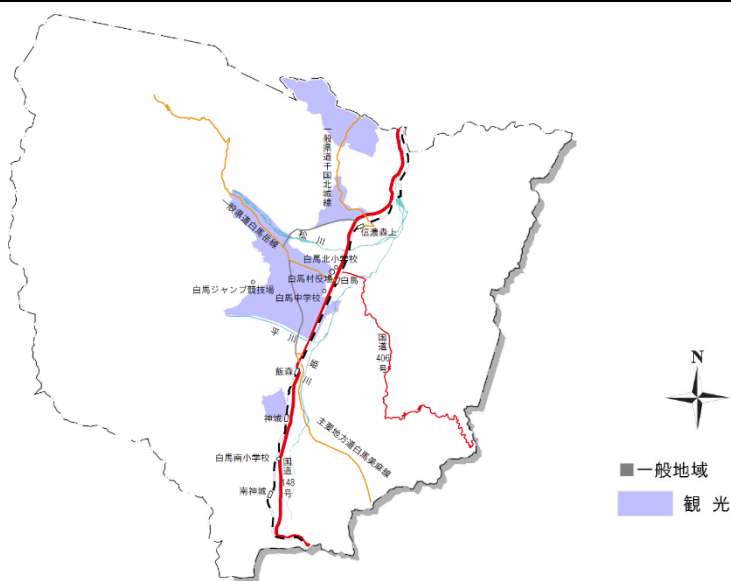 一般県道千国北城線
一般県道白馬岳線
松川
信濃森上
白馬北小学校
白馬村役場
白馬
白馬ジャンプ競技場
白馬中学校
平川
姫川
国道406号
飯森
神城
主要地方道白馬美麻線
白馬南小学校
国道148号
南神城
N
一般地域
観 光